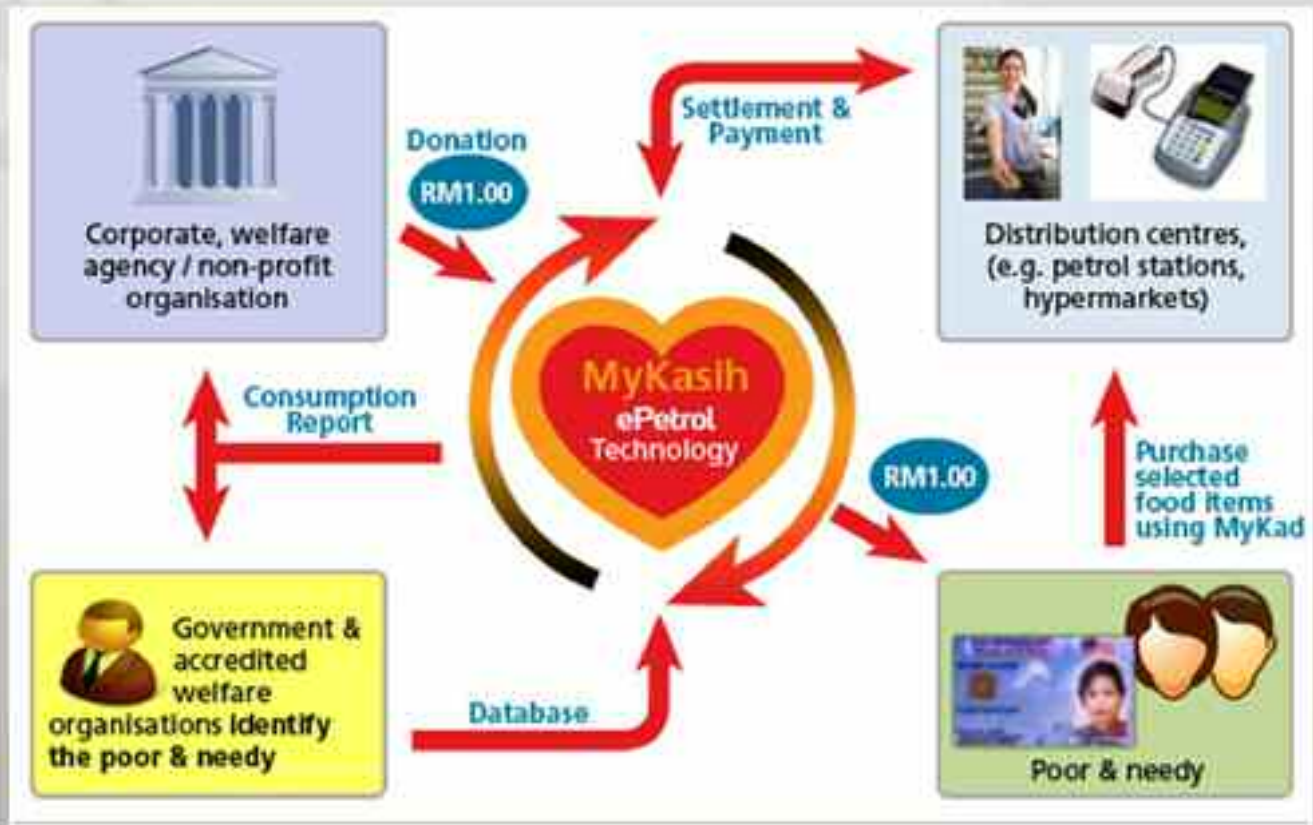 Corporate, welfare
agency / non-profit
organisation
Donation
RM1.00
Settlement &
Payment
Distribution centres,
(e.g. petrol stations,
hypermarkets)
Consumption
Report
MyKasih
ePetrol
Technology
RM1.00
Purchase
selected
food items
using MyKad
Government &
accredited
welfare
organisations identify
the poor & needy
Database
Poor & needy